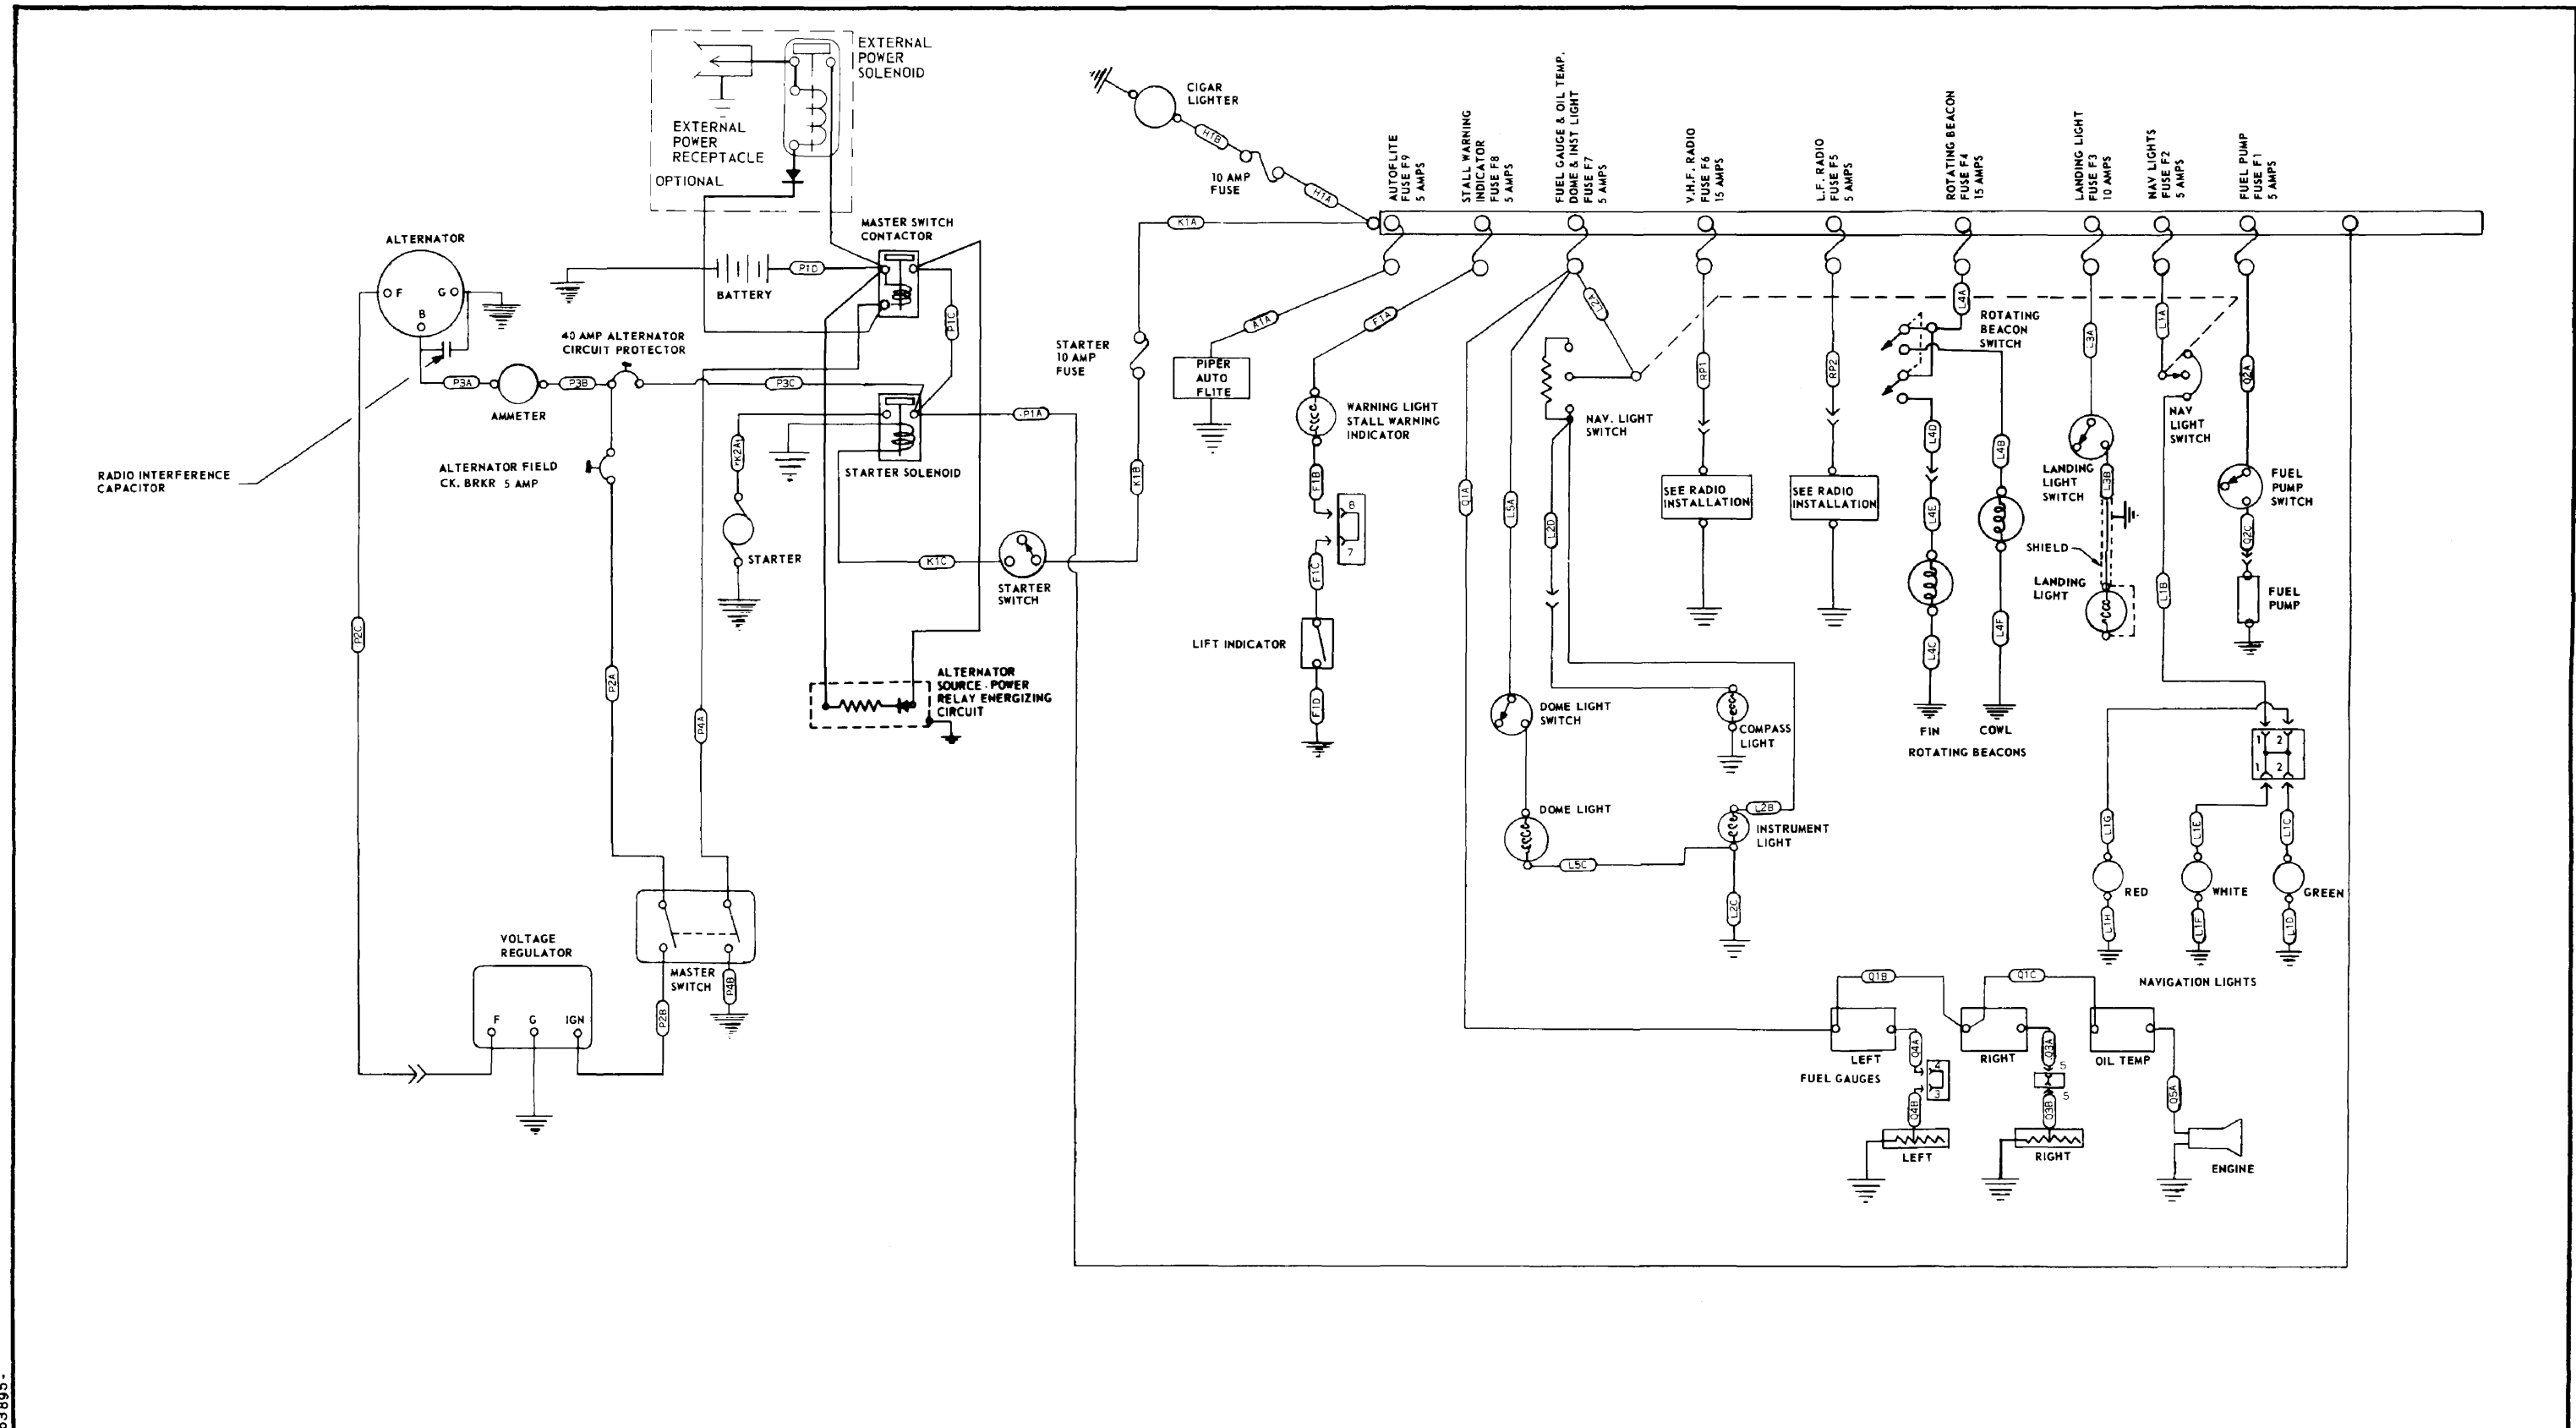 EXTERNAL
POWER
SOLENOID
EXTERNAL
POWER
RECEPTACLE
OPTIONAL
MASTER SWITCH
CONTACTOR
ALTERNATOR
F
G
B
BATTERY
P1D
P1C
40 AMP ALTERNATOR
CIRCUIT PROTECTOR
P3A
P3B
P3C
AMMETER
RADIO INTERFERENCE
CAPACITOR
ALTERNATOR FIELD
CK. BRKR 5 AMP
K2A
STARTER SOLENOID
P1A
STARTER
K1C
STARTER
SWITCH
STARTER
10 AMP
FUSE
K1A
K1B
P2C
P2A
P4A
ALTERNATOR
SOURCE - POWER
RELAY ENERGIZING
CIRCUIT
VOLTAGE
REGULATOR
F
G
IGN
MASTER
SWITCH
P2B
P4B
CIGAR
LIGHTER
H1B
10 AMP
FUSE
H1A
AUTOFLITE
FUSE F9
5 AMPS
STALL WARNING
INDICATOR
FUSE F8
5 AMPS
FUEL GAUGE & OIL TEMP.
DOME & INST LIGHT
FUSE F7
5 AMPS
V.H.F. RADIO
FUSE F6
15 AMPS
L.F. RADIO
FUSE F5
5 AMPS
ROTATING BEACON
FUSE F4
15 AMPS
LANDING LIGHT
FUSE F3
10 AMPS
NAV LIGHTS
FUSE F2
5 AMPS
FUEL PUMP
FUSE F1
5 AMPS
A1A
PIPER
AUTO
FLITE
F1A
WARNING LIGHT
STALL WARNING
INDICATOR
F1B
8
7
F1C
LIFT INDICATOR
F1D
Q1A
L5A
L2A
L2D
NAV. LIGHT
SWITCH
DOME LIGHT
SWITCH
COMPASS
LIGHT
DOME LIGHT
L2B
INSTRUMENT
LIGHT
L5C
L2C
RP1
SEE RADIO
INSTALLATION
RP2
SEE RADIO
INSTALLATION
L4A
ROTATING
BEACON
SWITCH
L4D
L4B
L4E
L4C
L4F
FIN
COWL
ROTATING BEACONS
L3A
LANDING
LIGHT
SWITCH
L3B
SHIELD
LANDING
LIGHT
L1A
NAV
LIGHT
SWITCH
L1B
Q2A
FUEL
PUMP
SWITCH
Q2C
FUEL
PUMP
1 2
1 2
L1G
L1E
L1C
RED
WHITE
GREEN
L1H
L1F
L1D
NAVIGATION LIGHTS
Q1B
Q1C
LEFT
RIGHT
OIL TEMP
FUEL GAUGES
Q4A
3
Q4B
LEFT
Q3A
5
5
Q3B
RIGHT
Q5A
ENGINE